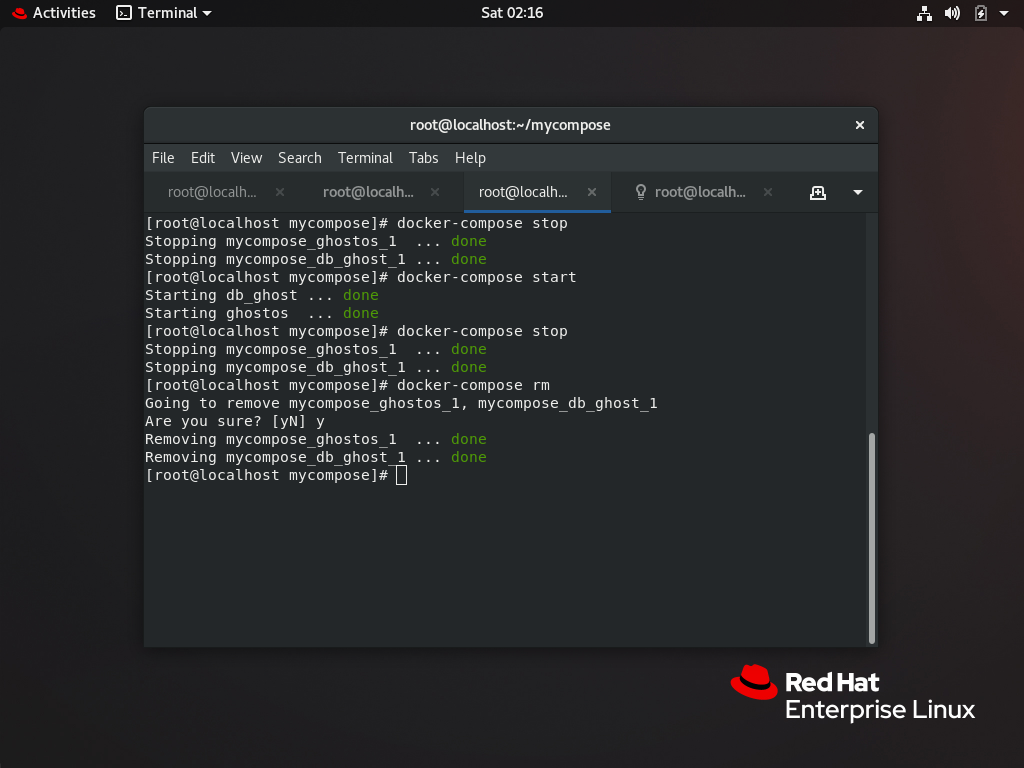 Activities Terminal Sat 02:16
root@localhost:~/mycompose
File Edit View Search Terminal Tabs Help
root@localh... root@localh... root@localh... root@localh...
[root@localhost mycompose]# docker-compose stop
Stopping mycompose_ghostos_1  ... done
Stopping mycompose_db_ghost_1 ... done
[root@localhost mycompose]# docker-compose start
Starting db_ghost ... done
Starting ghostos  ... done
[root@localhost mycompose]# docker-compose stop
Stopping mycompose_ghostos_1  ... done
Stopping mycompose_db_ghost_1 ... done
[root@localhost mycompose]# docker-compose rm
Going to remove mycompose_ghostos_1, mycompose_db_ghost_1
Are you sure? [yN] y
Removing mycompose_ghostos_1  ... done
Removing mycompose_db_ghost_1 ... done
[root@localhost mycompose]#
Red Hat
Enterprise Linux